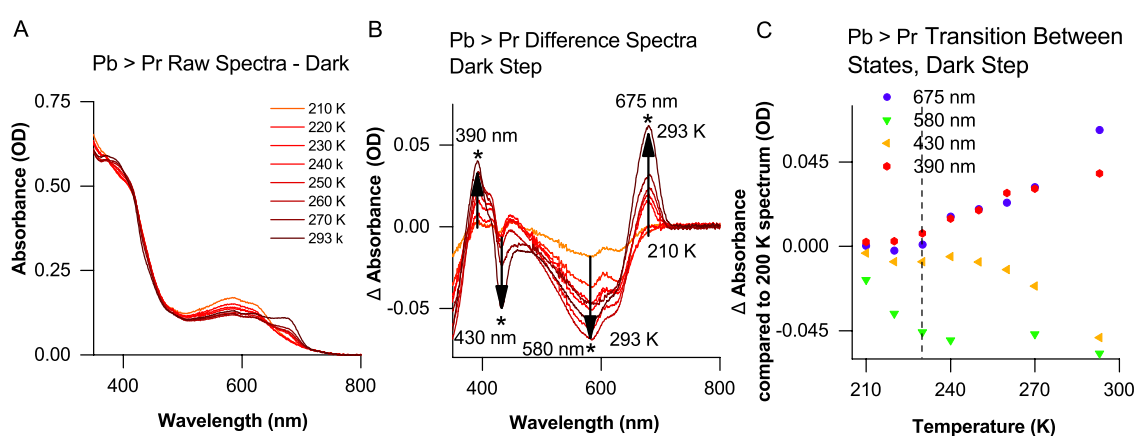 A
Pb > Pr Raw Spectra - Dark
0.75
0.50
0.25
0.00
Absorbance (OD)
210 K
220 K
230 K
240 k
250 K
260 K
270 K
293 k
400
600
800
Wavelength (nm)
B
Pb > Pr Difference Spectra
Dark Step
0.05
0.00
-0.05
Δ Absorbance (OD)
390 nm
*
675 nm
*
293 K
210 K
430 nm
*
580 nm
*
293 K
400
600
800
Wavelength (nm)
C
Pb > Pr Transition Between
States, Dark Step
675 nm
580 nm
430 nm
390 nm
0.045
0.000
-0.045
Δ Absorbance
compared to 200 K spectrum (OD)
210
240
270
300
Temperature (K)